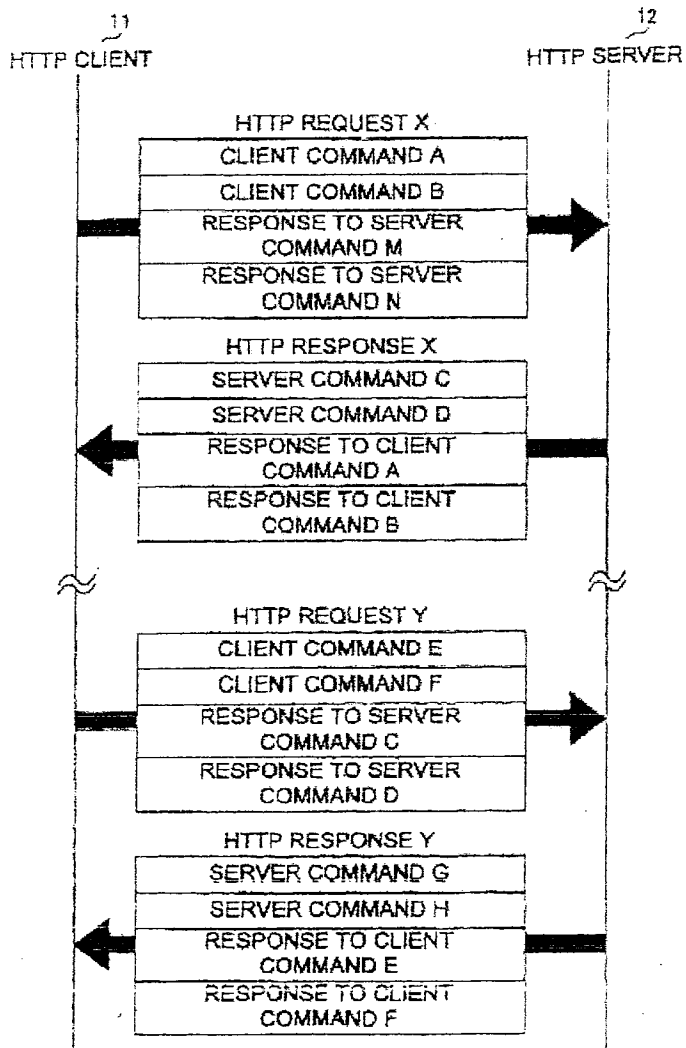 11
12
HTTP CLIENT
HTTP SERVER
HTTP REQUEST X
CLIENT COMMAND A
CLIENT COMMAND B
RESPONSE TO SERVER
COMMAND M
RESPONSE TO SERVER
COMMAND N
HTTP RESPONSE X
SERVER COMMAND C
SERVER COMMAND D
RESPONSE TO CLIENT
COMMAND A
RESPONSE TO CLIENT
COMMAND B
HTTP REQUEST Y
CLIENT COMMAND E
CLIENT COMMAND F
RESPONSE TO SERVER
COMMAND C
RESPONSE TO SERVER
COMMAND D
HTTP RESPONSE Y
SERVER COMMAND G
SERVER COMMAND H
RESPONSE TO CLIENT
COMMAND E
RESPONSE TO CLIENT
COMMAND F